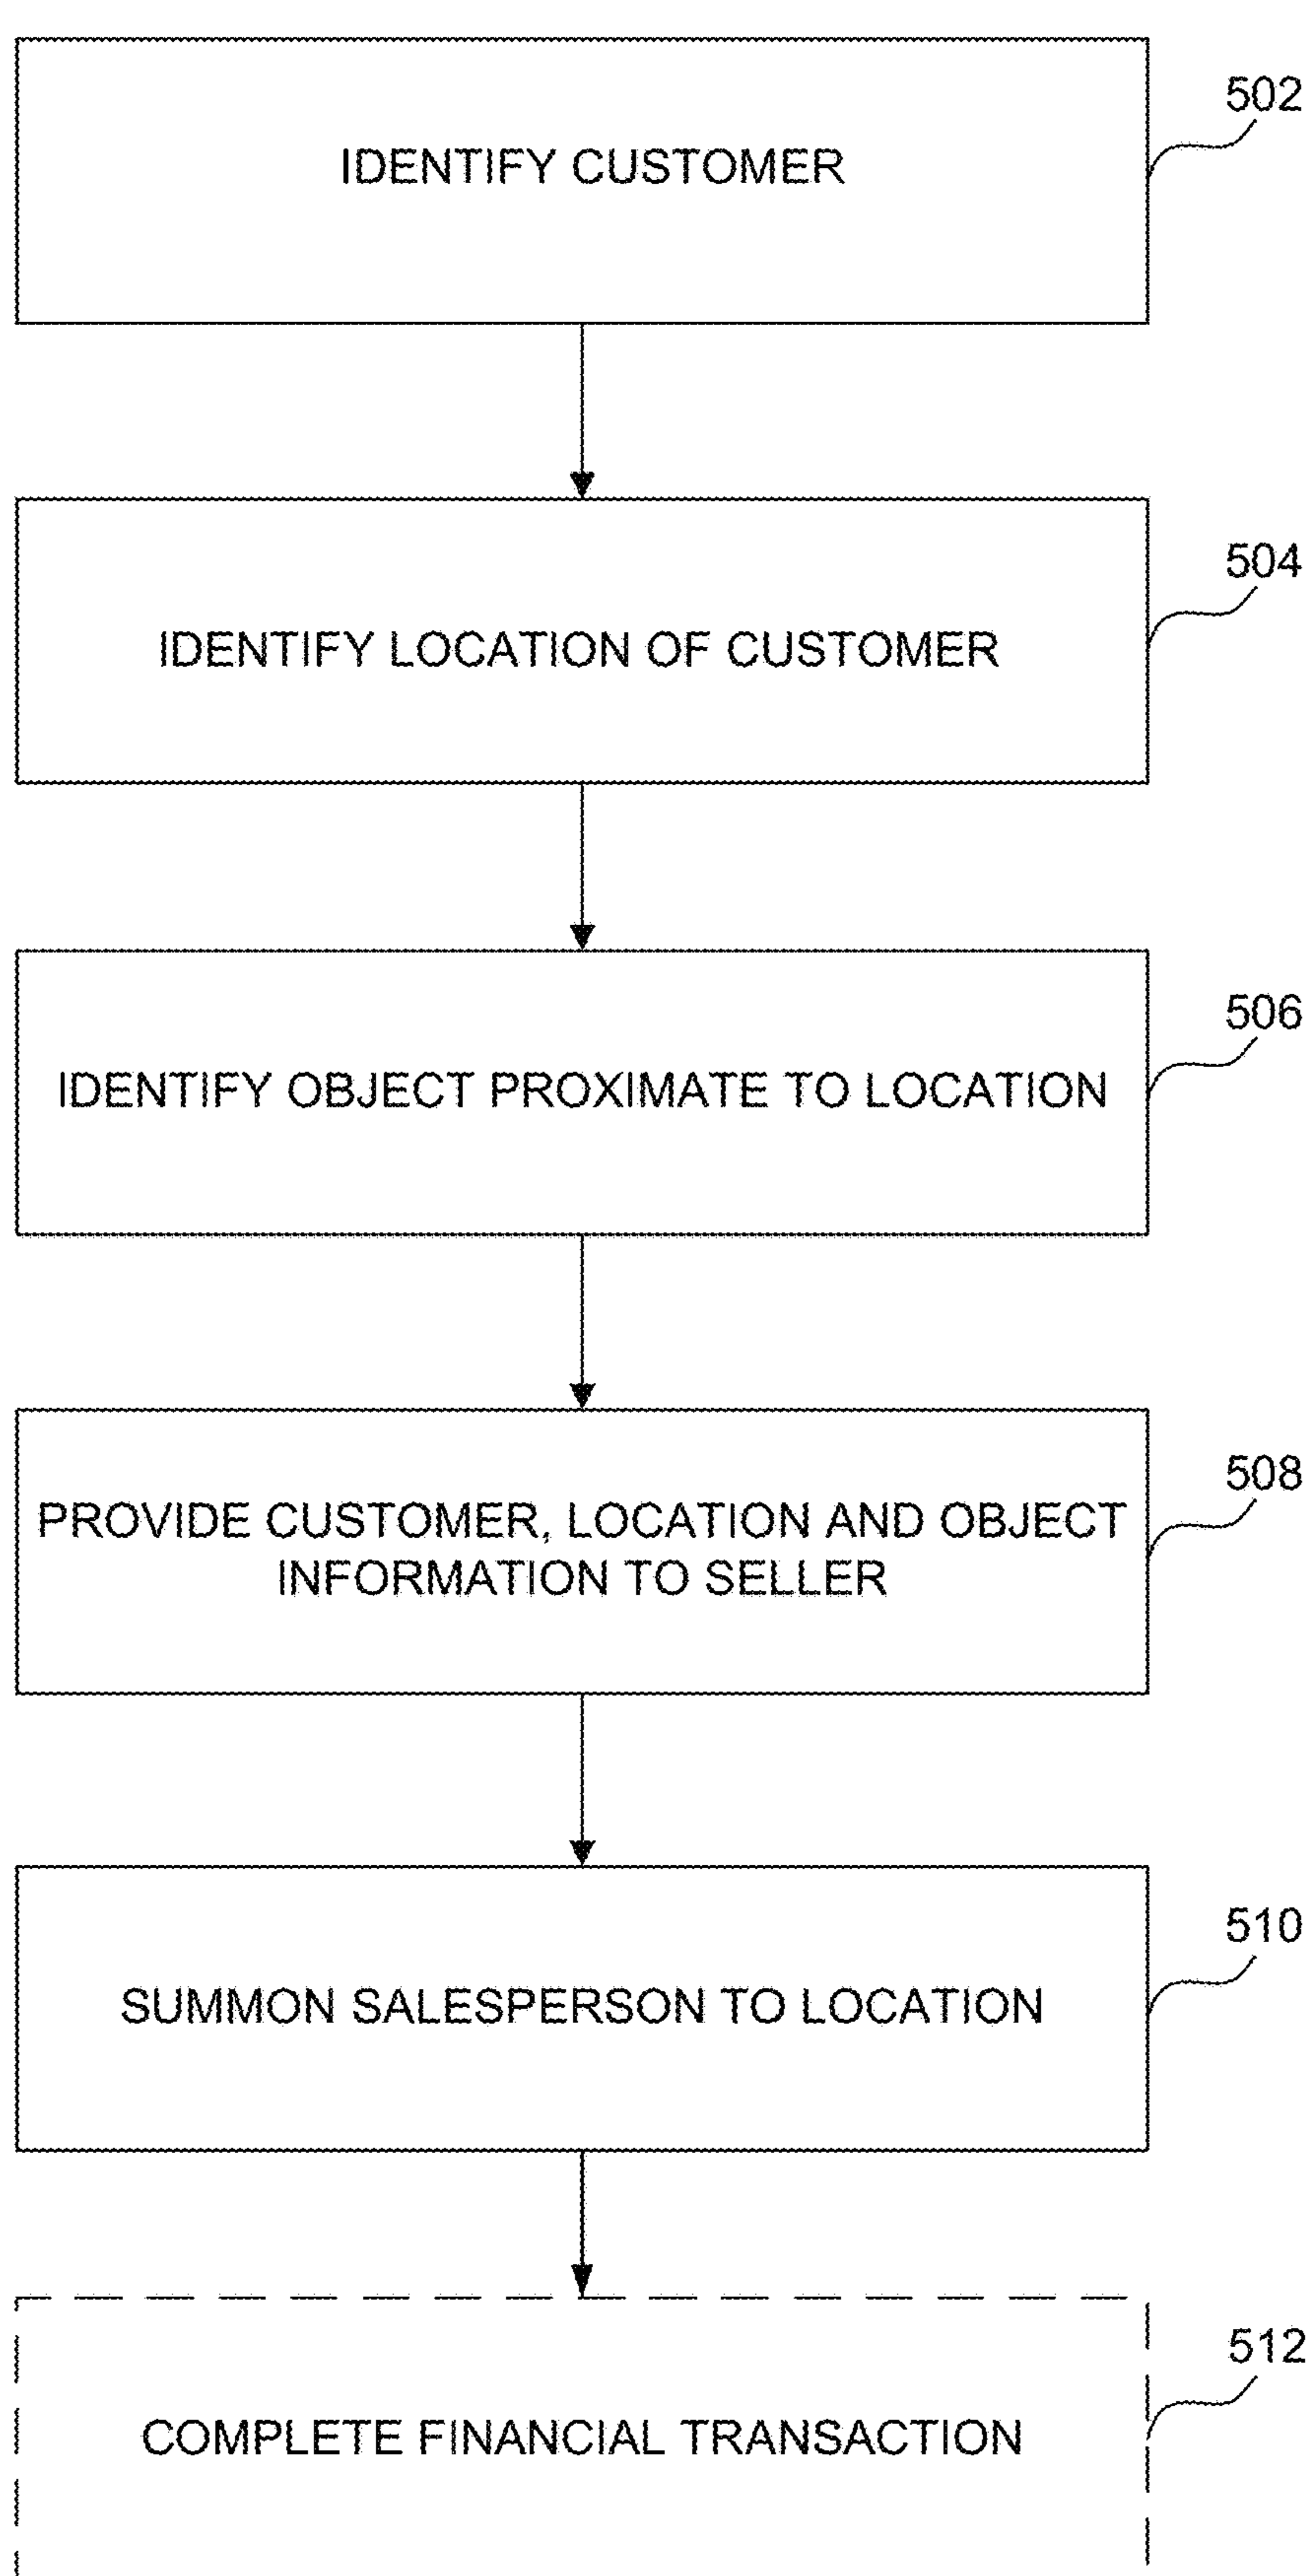 502
IDENTIFY CUSTOMER
504
IDENTIFY LOCATION OF CUSTOMER
506
IDENTIFY OBJECT PROXIMATE TO LOCATION
508
PROVIDE CUSTOMER, LOCATION AND OBJECT
INFORMATION TO SELLER
510
SUMMON SALESPERSON TO LOCATION
512
COMPLETE FINANCIAL TRANSACTION